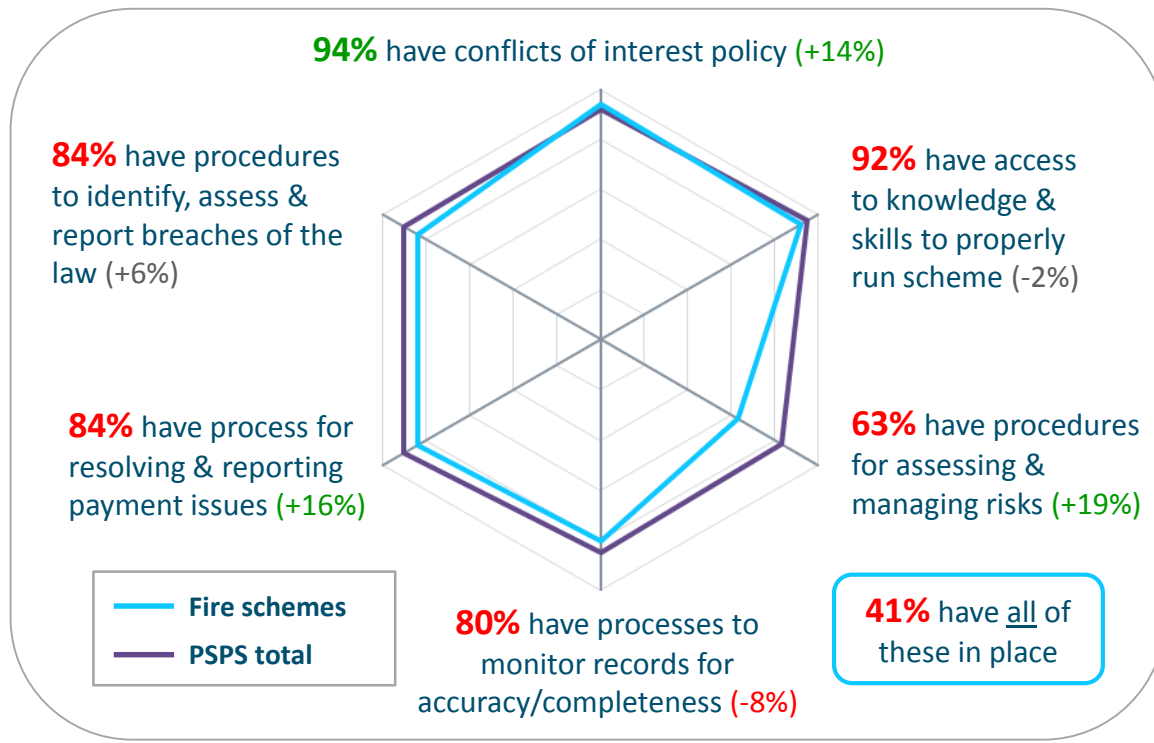 94% have conflicts of interest policy (+14%)
84% have procedures
to identify, assess &
report breaches of the
law (+6%)
92% have access
to knowledge &
skills to properly
run scheme (-2%)
84% have process for
resolving & reporting
payment issues (+16%)
63% have procedures
for assessing &
managing risks (+19%)
Fire schemes
PSPS total
80% have processes to
monitor records for
accuracy/completeness (-8%)
41% have all of
these in place